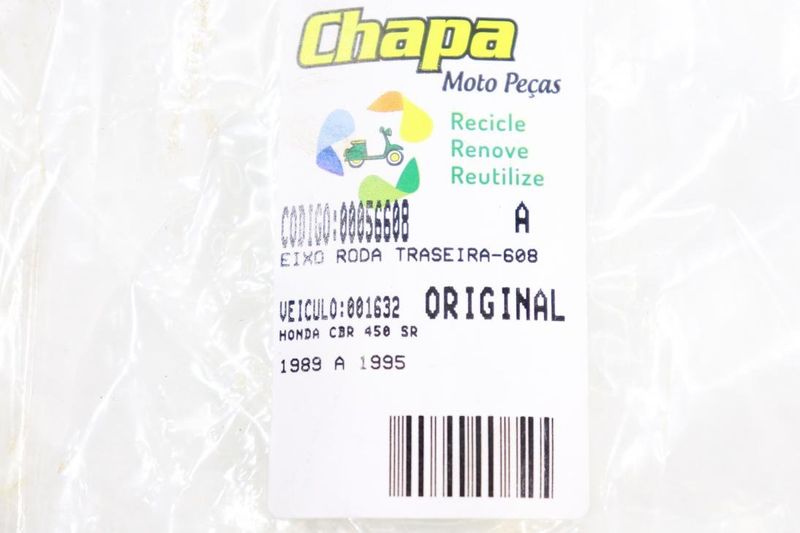 Chapa
Moto Peças
Recicle
Renove
Reutilize
CODIGO:00056608 A
EIXO RODA TRASEIRA-608
VEICULO:001632 ORIGINAL
HONDA CBR 450 SR
1989 A 1995